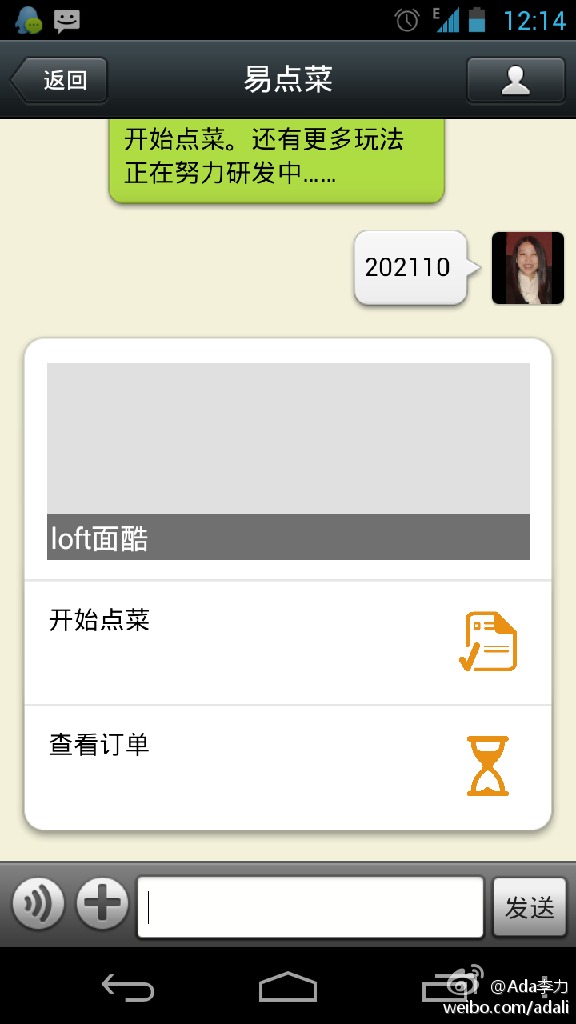 E 12:14
返回 易点菜
开始点菜。还有更多玩法
正在努力研发中……
202110
loft面酷
开始点菜
查看订单
发送
@Ada李力
weibo.com/adali